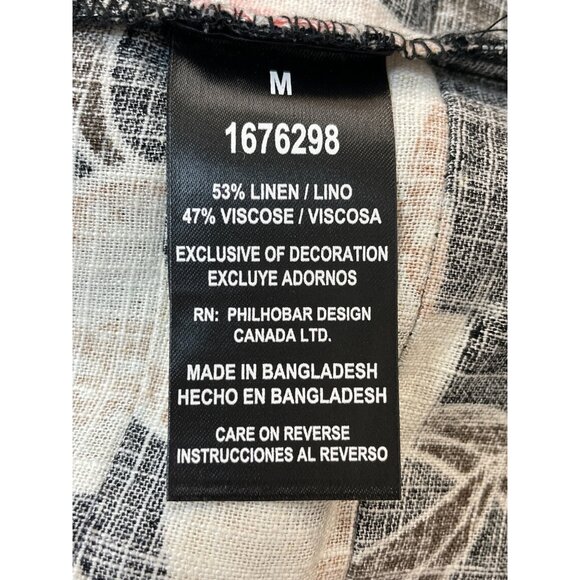 M
1676298
53% LINEN / LINO
47% VISCOSE / VISCOSA
EXCLUSIVE OF DECORATION
EXCLUYE ADORNOS
RN: PHILHOBAR DESIGN
CANADA LTD.
MADE IN BANGLADESH
HECHO EN BANGLADESH
CARE ON REVERSE
INSTRUCCIONES AL REVERSO